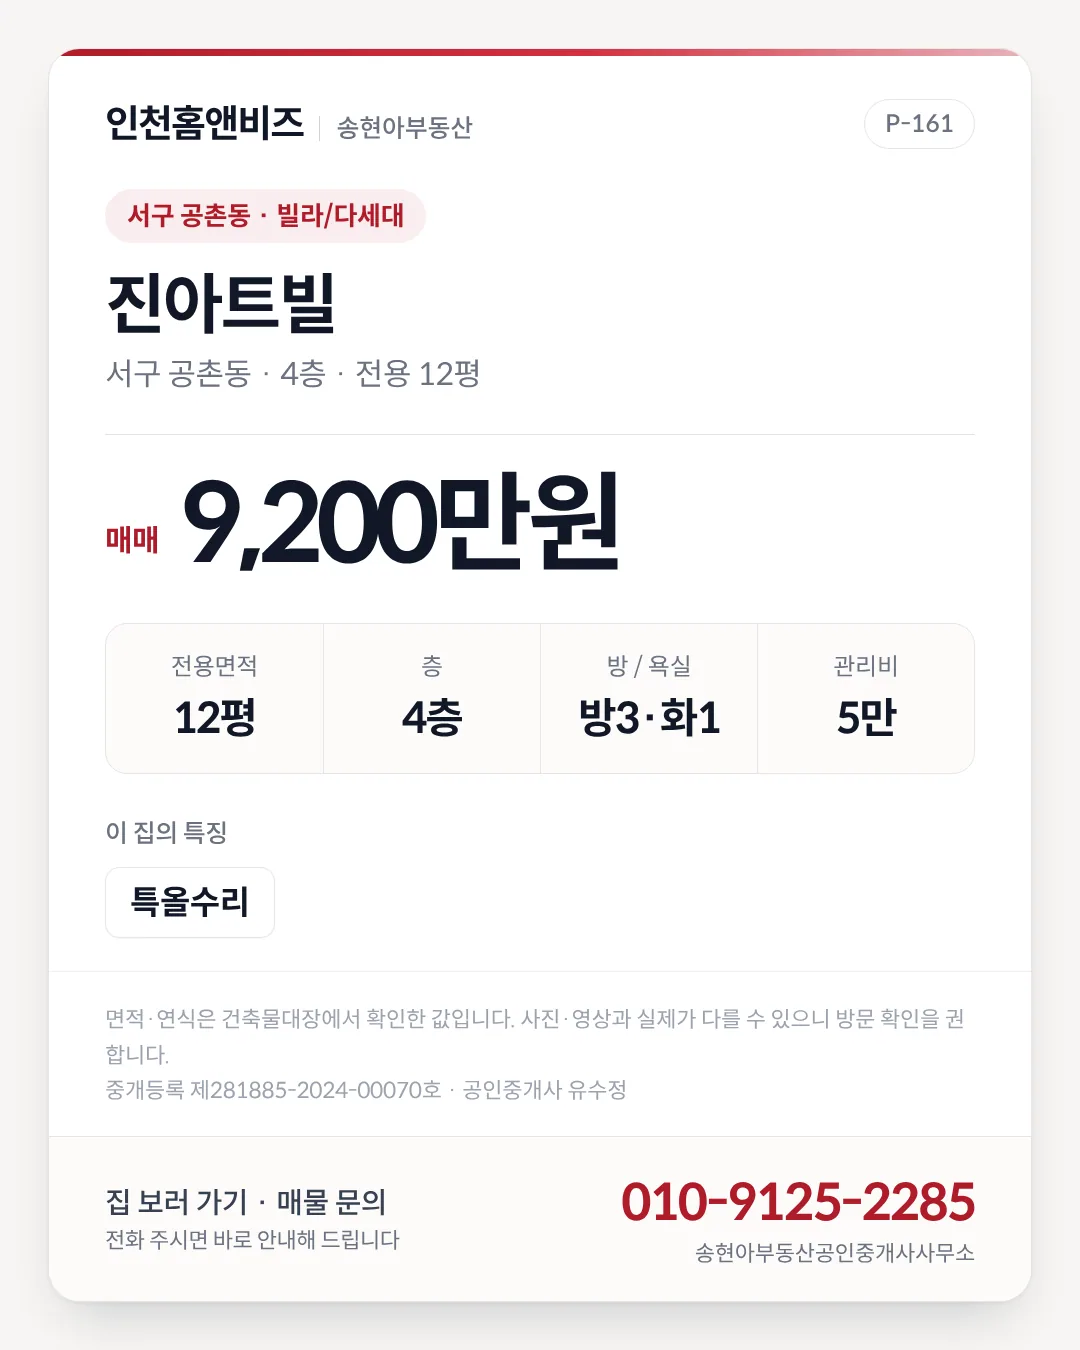 인천홈앤비즈 | 송현아부동산 P-161
서구 공촌동 · 빌라/다세대
진아트빌
서구 공촌동 · 4층 · 전용 12평
매매 9,200만원
전용면적 층 방 / 욕실 관리비
12평 4층 방3·화1 5만
이 집의 특징
특올수리
면적·연식은 건축물대장에서 확인한 값입니다. 사진·영상과 실제가 다를 수 있으니 방문 확인을 권
합니다.
중개등록 제281885-2024-00070호 · 공인중개사 유수정
집 보러 가기 · 매물 문의 010-9125-2285
전화 주시면 바로 안내해 드립니다 송현아부동산공인중개사사무소